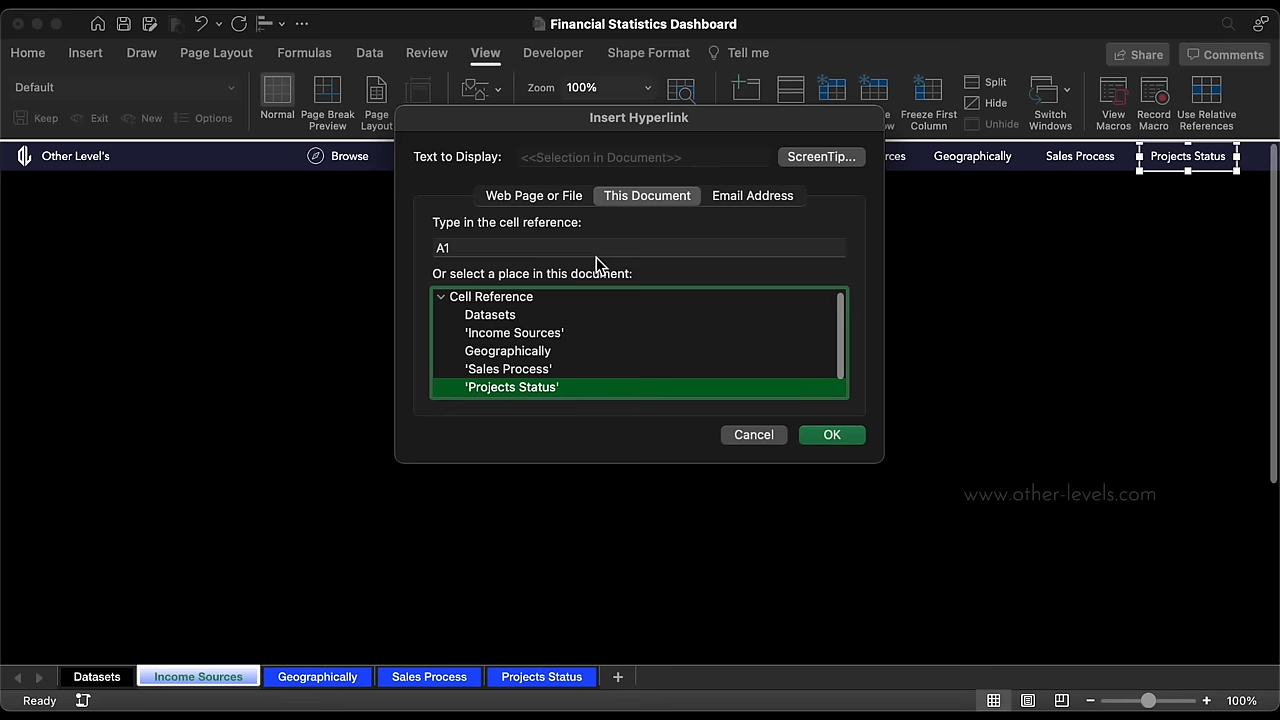 Financial Statistics Dashboard
Home Insert Draw Page Layout Formulas Data Review View Developer Shape Format Tell me Share Comments
Default
Keep Exit New Options
Normal
Page Break Preview
Page Layout
Zoom 100%
Freeze First Column
Split
Hide
Unhide
Switch Windows
View Macros
Record Macro
Use Relative References
Other Level's Browse Geographically Sales Process Projects Status
Insert Hyperlink
Text to Display: <<Selection in Document>> ScreenTip...
Web Page or File This Document Email Address
Type in the cell reference:
A1
Or select a place in this document:
Cell Reference
Datasets
'Income Sources'
Geographically
'Sales Process'
'Projects Status'
Cancel OK
www.other-levels.com
Datasets Income Sources Geographically Sales Process Projects Status +
Ready 100%